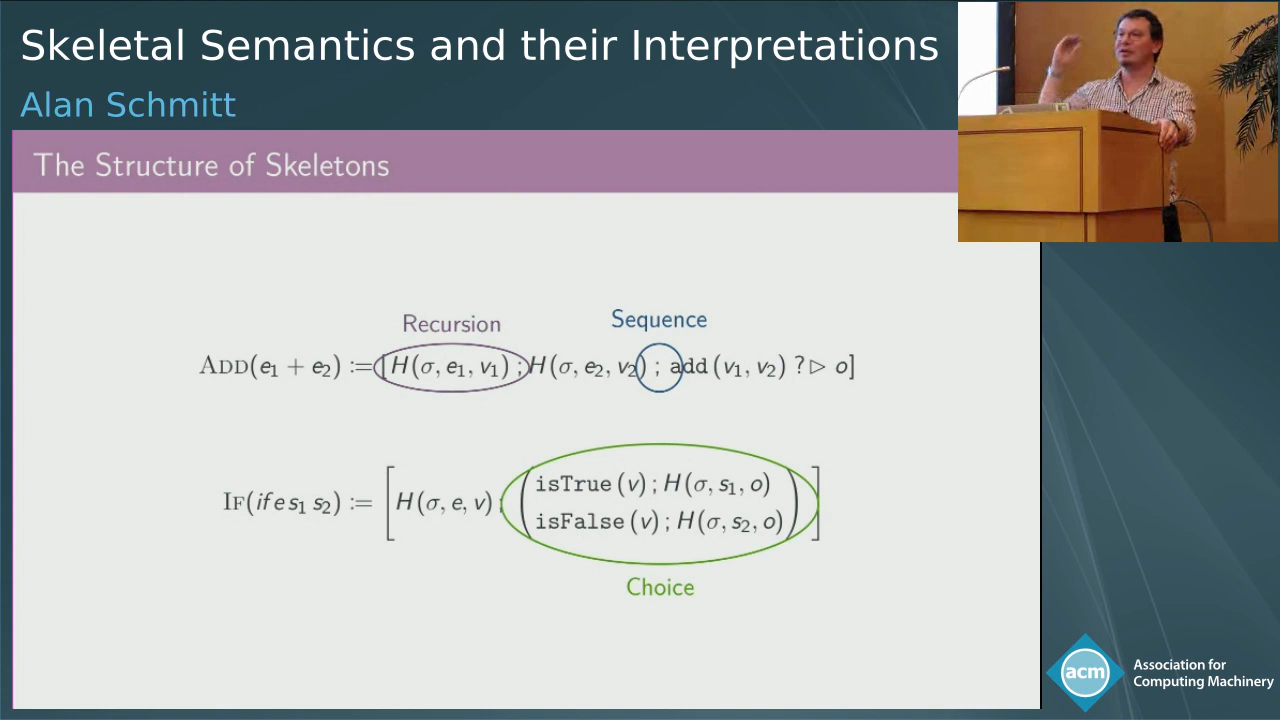 Skeletal Semantics and their Interpretations
Alan Schmitt
The Structure of Skeletons
Recursion
Sequence
ADD(e₁ + e₂) := [H(σ, e₁, v₁) ; H(σ, e₂, v₂) ; add (v₁, v₂) ?▷ o]
IF(if e s₁ s₂) := [H(σ, e, v) ; (
isTrue (v) ; H(σ, s₁, o)
isFalse (v) ; H(σ, s₂, o)
)]
Choice
acm
Association for
Computing Machinery